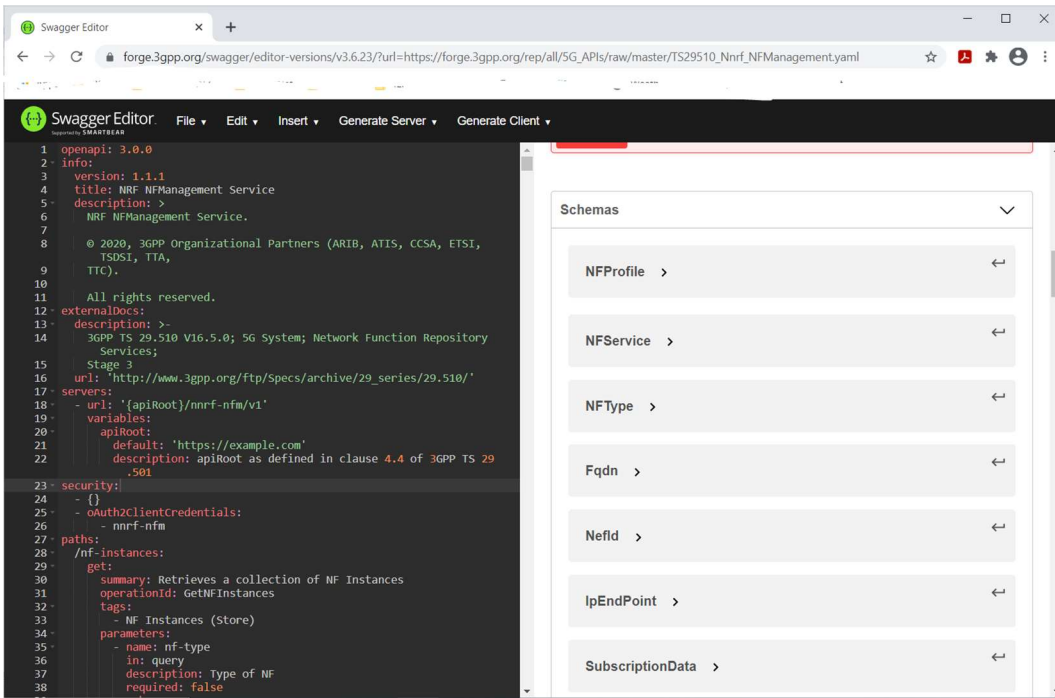 Swagger Editor
forge.3gpp.org/swagger/editor-versions/v3.6.23/?url=https://forge.3gpp.org/rep/all/5G_APIs/raw/master/TS29510_Nnrf_NFManagement.yaml
Swagger Editor. File Edit Insert Generate Server Generate Client
Supported by SMARTBEAR
1 openapi: 3.0.0
2 info:
3 version: 1.1.1
4 title: NRF NFManagement Service
5 description: >
6 NRF NFManagement Service.
7
8 © 2020, 3GPP Organizational Partners (ARIB, ATIS, CCSA, ETSI,
TSDSI, TTA,
9 TTC).
10
11 All rights reserved.
12 externalDocs:
13 description: >-
14 3GPP TS 29.510 V16.5.0; 5G System; Network Function Repository
Services;
15 Stage 3
16 url: 'http://www.3gpp.org/ftp/Specs/archive/29_series/29.510/'
17 servers:
18 - url: '{apiRoot}/nnrf-nfm/v1'
19 variables:
20 apiRoot:
21 default: 'https://example.com'
22 description: apiRoot as defined in clause 4.4 of 3GPP TS 29
.501
23 security:
24 - {}
25 - oAuth2ClientCredentials:
26 - nnrf-nfm
27 paths:
28 /nf-instances:
29 get:
30 summary: Retrieves a collection of NF Instances
31 operationId: GetNFInstances
32 tags:
33 - NF Instances (Store)
34 parameters:
35 - name: nf-type
36 in: query
37 description: Type of NF
38 required: false
Schemas
NFProfile >
NFService >
NFType >
Fqdn >
NefId >
IpEndPoint >
SubscriptionData >